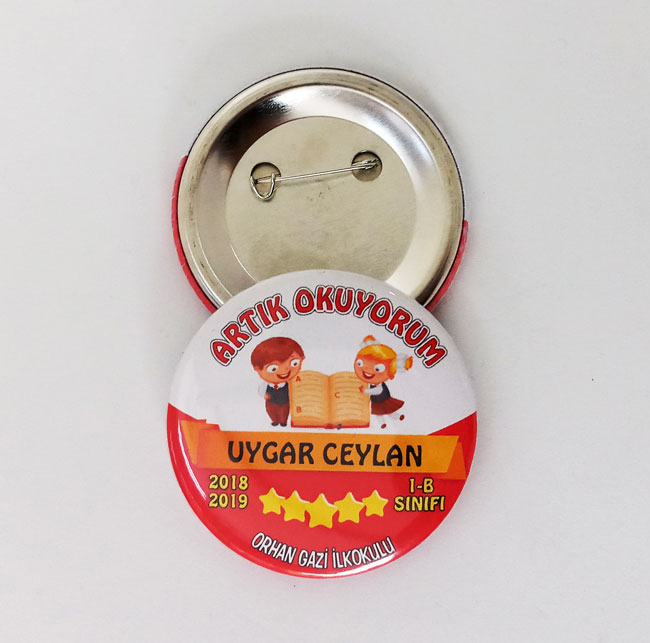 ARTIK OKUYORUM
A
B
C
UYGAR CEYLAN
2018
2019
1-B
SINIFI
ORHAN GAZİ İLKOKULU